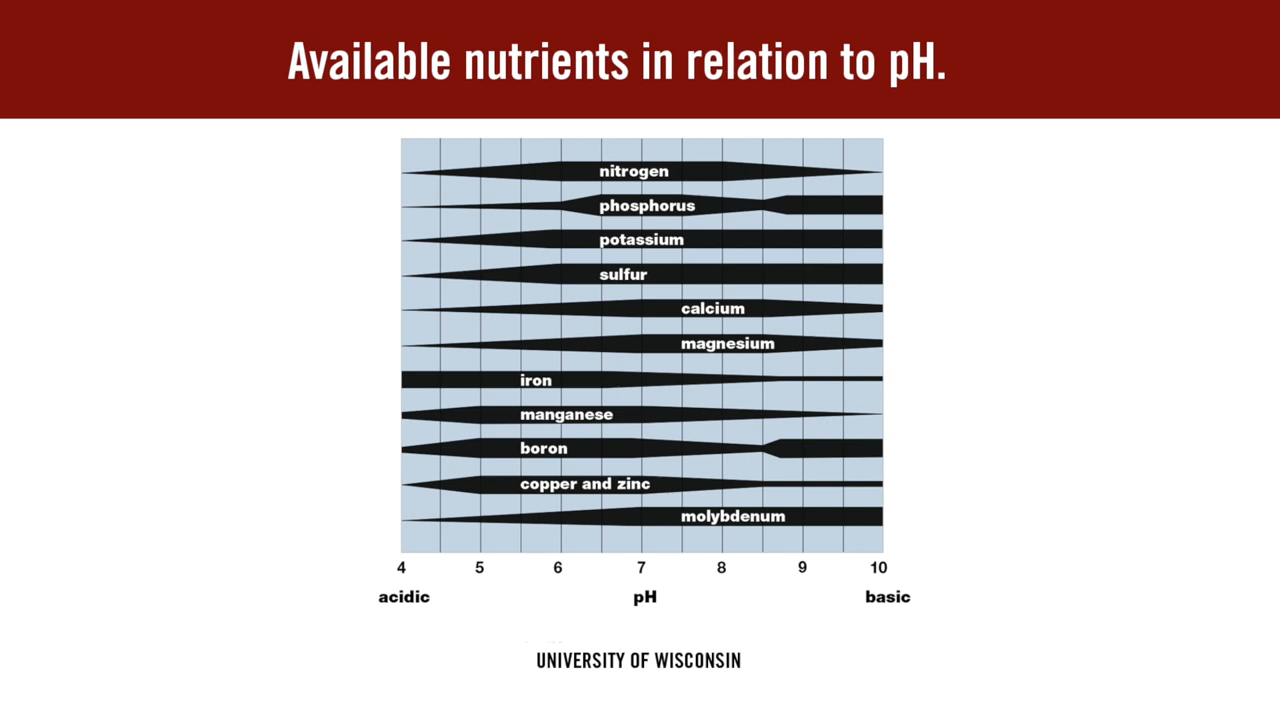 Available nutrients in relation to pH.
nitrogen
phosphorus
potassium
sulfur
calcium
magnesium
iron
manganese
boron
copper and zinc
molybdenum
4 5 6 7 8 9 10
acidic pH basic
UNIVERSITY OF WISCONSIN